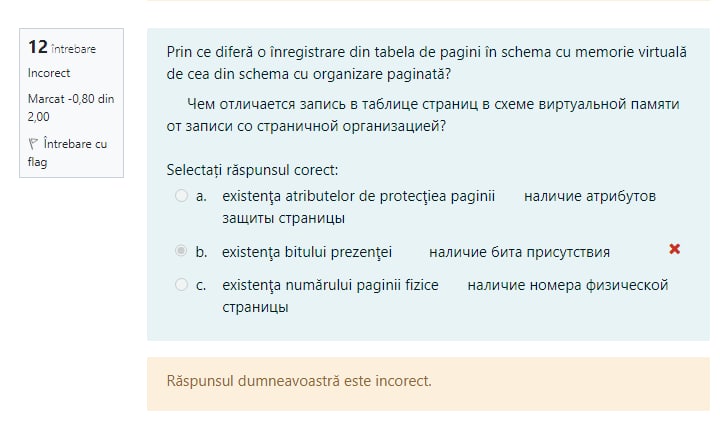 12 întrebare
Incorect
Marcat -0,80 din
2,00
Întrebare cu
flag
Prin ce diferă o înregistrare din tabela de pagini în schema cu memorie virtuală
de cea din schema cu organizare paginată?
Чем отличается запись в таблице страниц в схеме виртуальной памяти
от записи со страничной организацией?
Selectați răspunsul corect:
a. existenţa atributelor de protecţiea paginii наличие атрибутов
защиты страницы
b. existenţa bitului prezenţei наличие бита присутствия
c. existenţa numărului paginii fizice наличие номера физической
страницы
Răspunsul dumneavoastră este incorect.